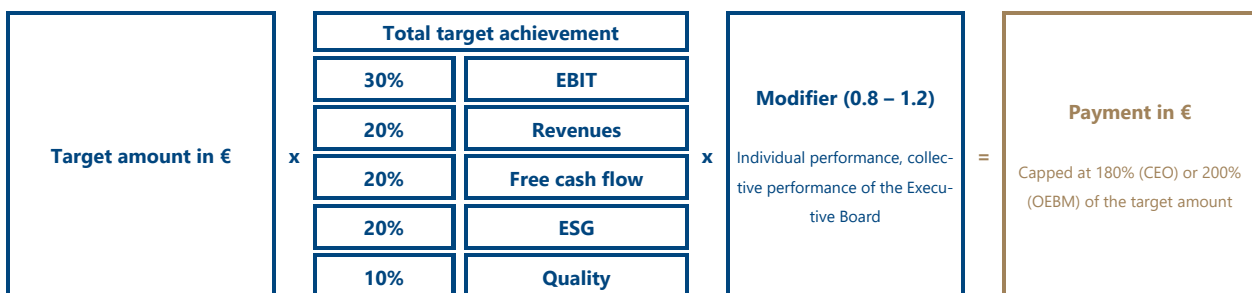 Target amount in €
x
Total target achievement
30% EBIT
20% Revenues
20% Free cash flow
20% ESG
10% Quality
x
Modifier (0.8 – 1.2)
Individual performance, collec-
tive performance of the Execu-
tive Board
=
Payment in €
Capped at 180% (CEO) or 200%
(OEBM) of the target amount